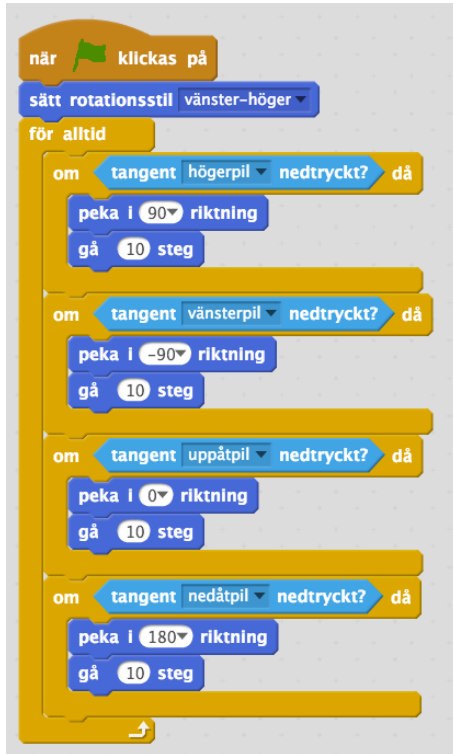 när klickas på
sätt rotationsstil vänster-höger
för alltid
om tangent högerpil nedtryckt? då
peka i 90 riktning
gå 10 steg
om tangent vänsterpil nedtryckt? då
peka i -90 riktning
gå 10 steg
om tangent uppåtpil nedtryckt? då
peka i 0 riktning
gå 10 steg
om tangent nedåtpil nedtryckt? då
peka i 180 riktning
gå 10 steg